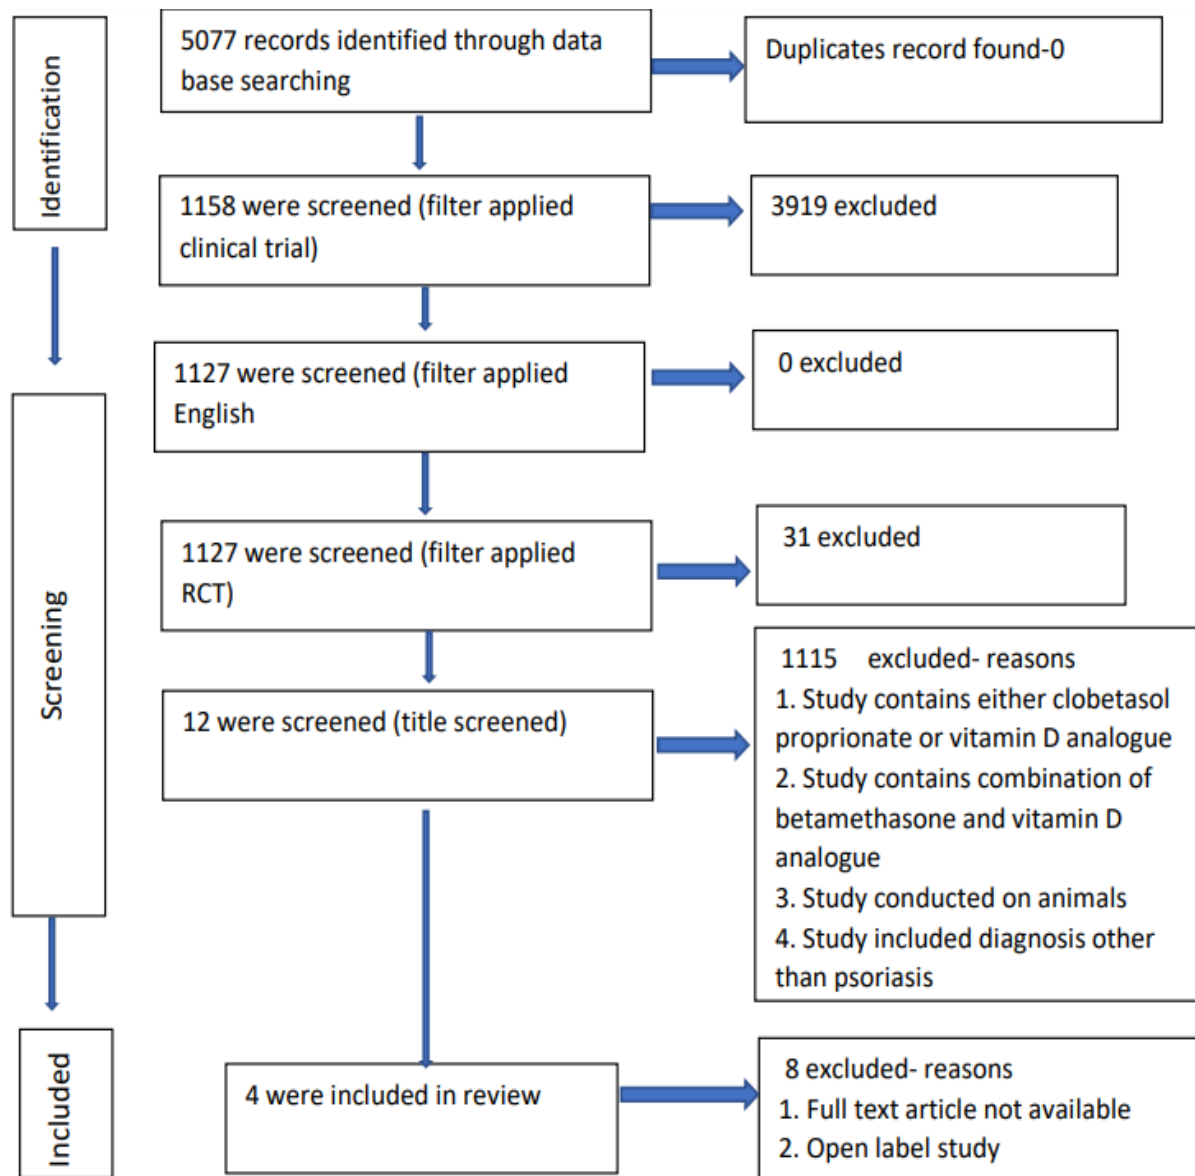 Identification
5077 records identified through data
base searching
Duplicates record found-0
1158 were screened (filter applied
clinical trial)
3919 excluded
1127 were screened (filter applied
English
0 excluded
Screening
1127 were screened (filter applied
RCT)
31 excluded
12 were screened (title screened)
1115 excluded- reasons
1. Study contains either clobetasol
proprionate or vitamin D analogue
2. Study contains combination of
betamethasone and vitamin D
analogue
3. Study conducted on animals
4. Study included diagnosis other
than psoriasis
Included
4 were included in review
8 excluded- reasons
1. Full text article not available
2. Open label study